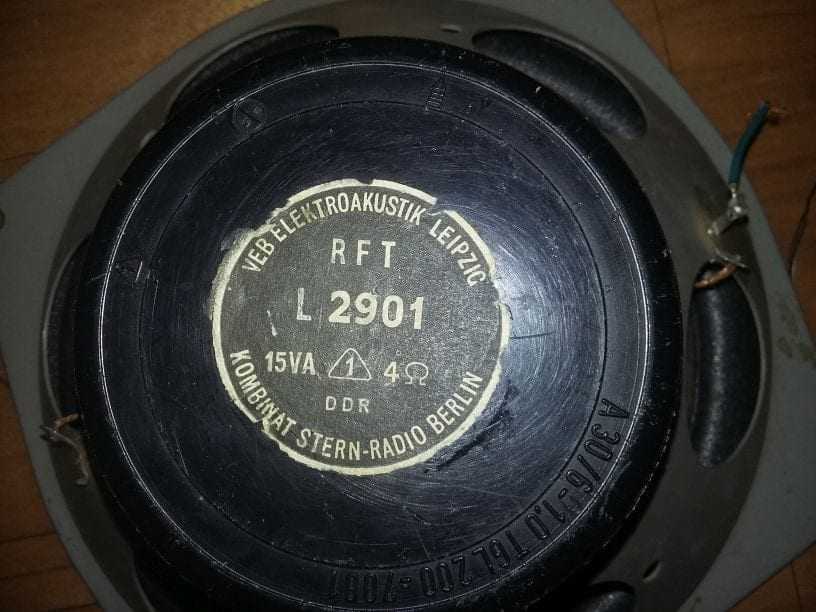 VEB ELEKTROAKUSTIK LEIPZIG
RFT
L 2901
15VA 1 4Ω
DDR
KOMBINAT STERN-RADIO BERLIN
A 30/6-1,0 TGL 200-7061